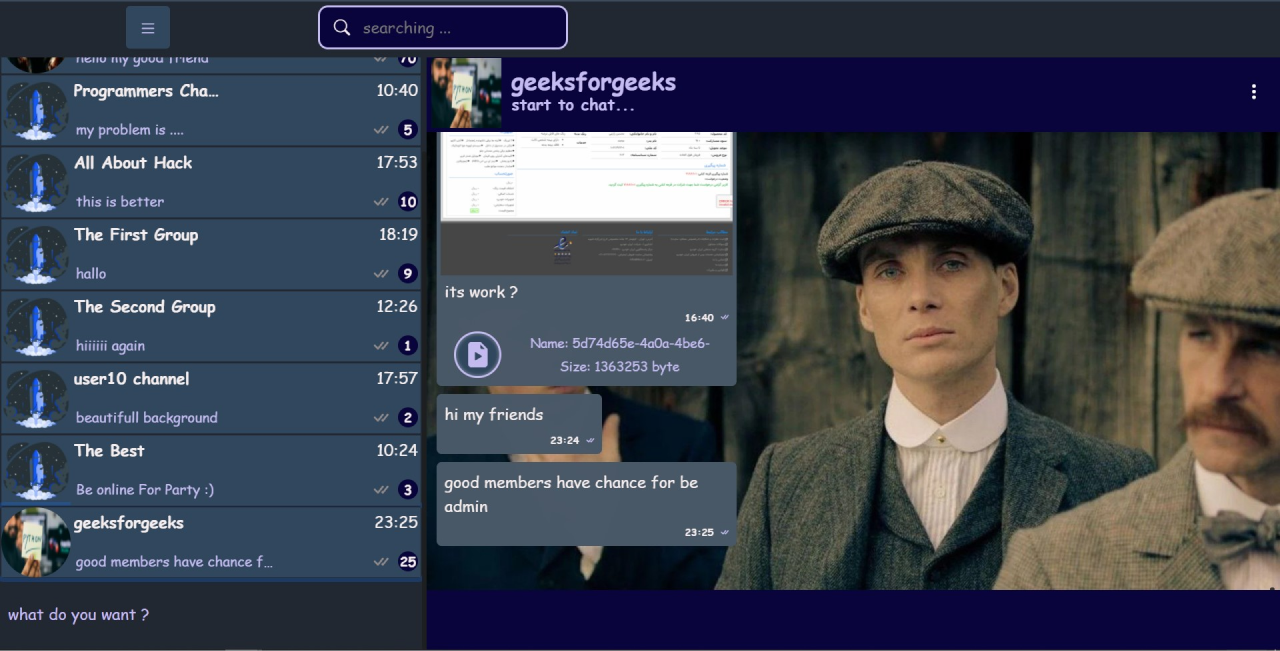 searching ...
hello my good friend
70
Programmers Cha...
10:40
my problem is ....
5
All About Hack
17:53
this is better
10
The First Group
18:19
hallo
9
The Second Group
12:26
hiiiiii again
1
user10 channel
17:57
beautifull background
2
The Best
10:24
Be online For Party :)
3
geeksforgeeks
23:25
good members have chance f...
25
what do you want ?
geeksforgeeks
start to chat...
PYTHON
its work ?
16:40
Name: 5d74d65e-4a0a-4be6-
Size: 1363253 byte
hi my friends
23:24
good members have chance for be
admin
23:25